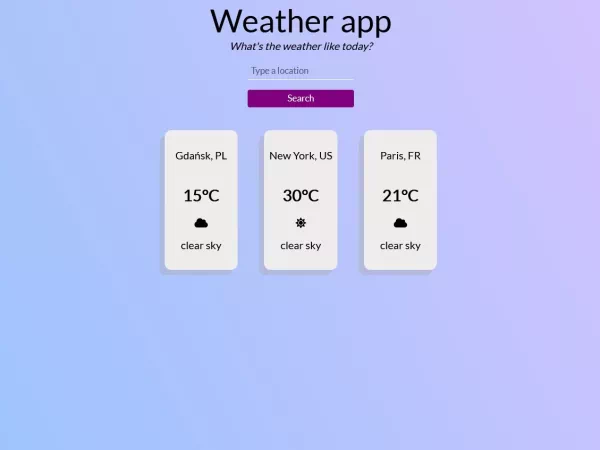 Weather app
What's the weather like today?
Type a location
Search
Gdańsk, PL
15°C
clear sky
New York, US
30°C
clear sky
Paris, FR
21°C
clear sky